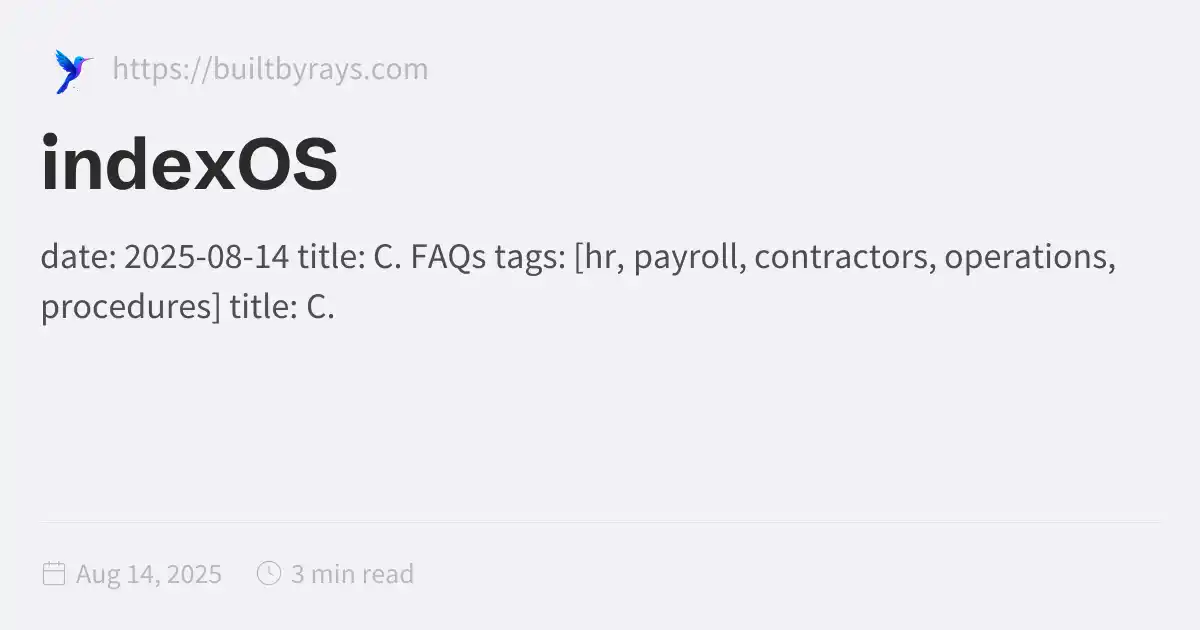 https://builtbyrays.com
indexOS
date: 2025-08-14 title: C. FAQs tags: [hr, payroll, contractors, operations,
procedures] title: C.
Aug 14, 2025 3 min read